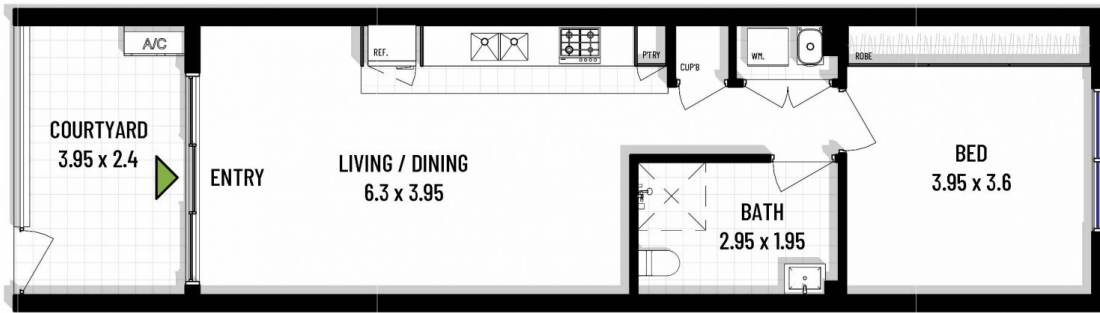 A/C
COURTYARD
3.95 x 2.4
ENTRY
LIVING / DINING
6.3 x 3.95
REF.
P'TRY
CUP'B
WM.
ROBE
BATH
2.95 x 1.95
BED
3.95 x 3.6